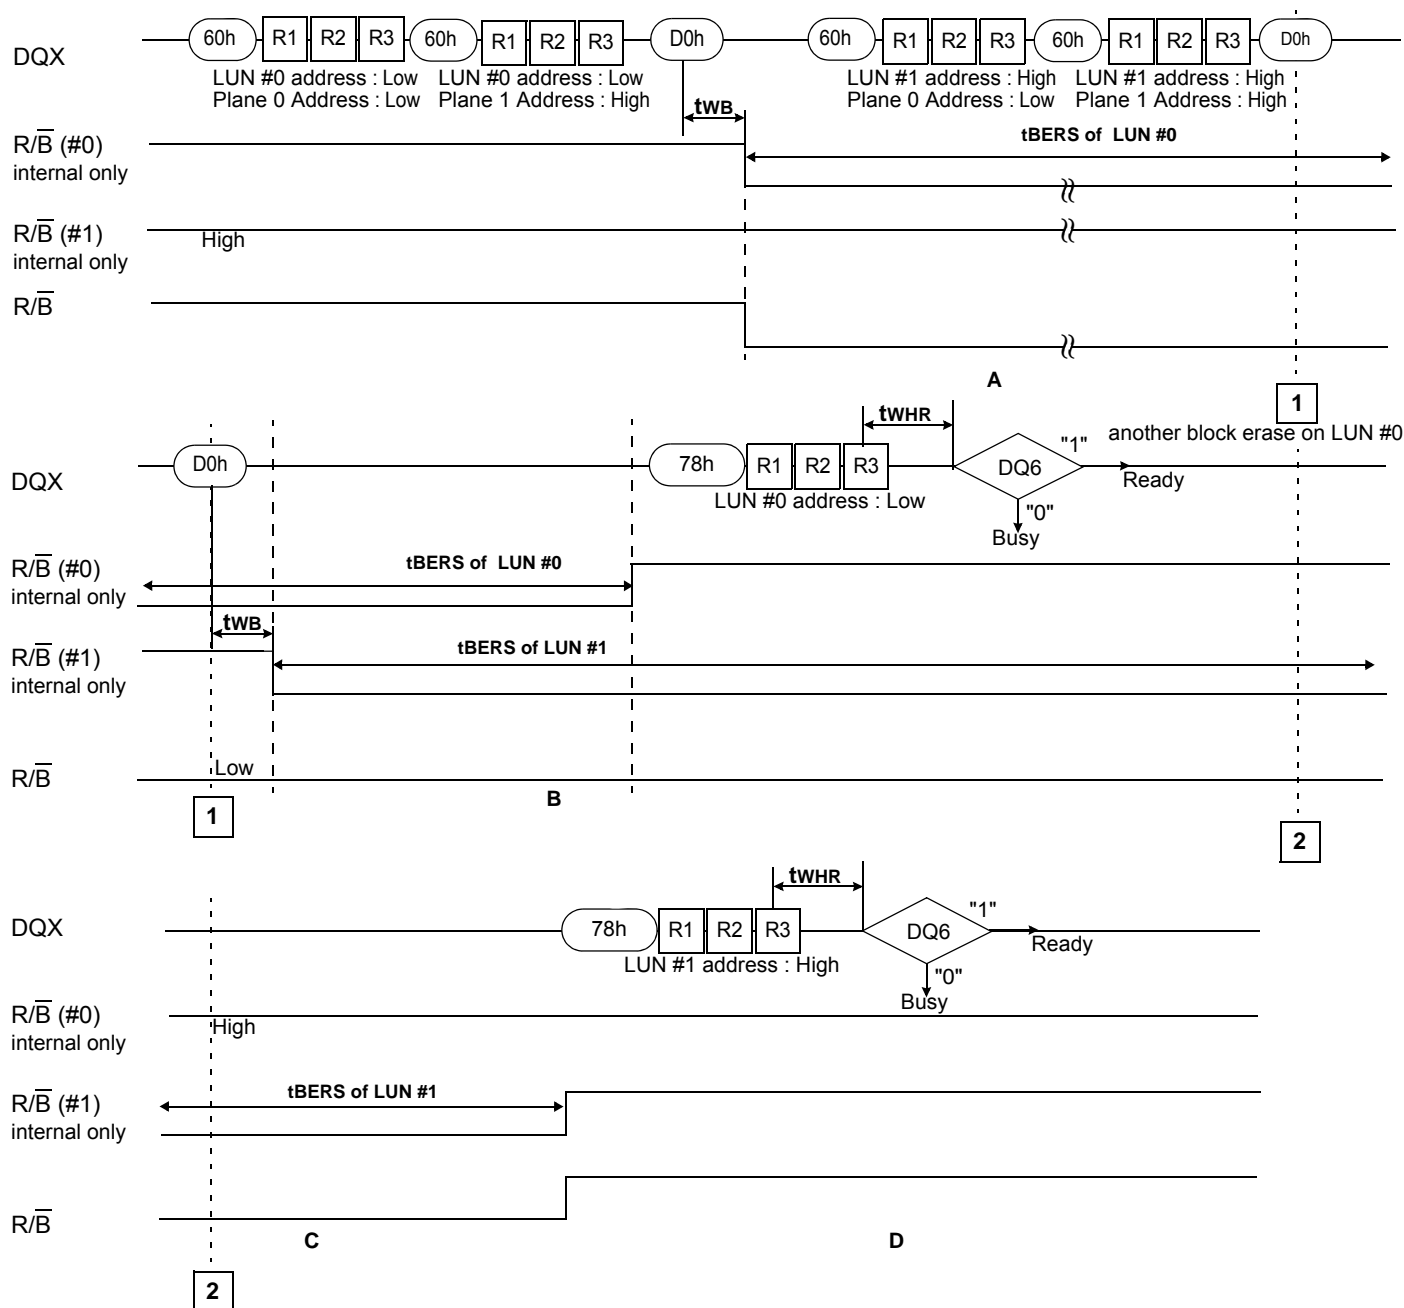 DQX 60h R1 R2 R3 60h R1 R2 R3 D0h 60h R1 R2 R3 60h R1 R2 R3 D0h
LUN #0 address : Low LUN #0 address : Low LUN #1 address : High LUN #1 address : High
Plane 0 Address : Low Plane 1 Address : High Plane 0 Address : Low Plane 1 Address : High
tWB
R/B (#0) tBERS of LUN #0
internal only
R/B (#1) High
internal only
R/B
A
1
tWHR
another block erase on LUN #0
DQX D0h 78h R1 R2 R3 DQ6 "1" Ready
LUN #0 address : Low "0"
Busy
R/B (#0) tBERS of LUN #0
internal only
tWB
R/B (#1) tBERS of LUN #1
internal only
R/B Low
B
1 2
tWHR
DQX 78h R1 R2 R3 DQ6 "1" Ready
LUN #1 address : High "0"
Busy
R/B (#0) High
internal only
R/B (#1) tBERS of LUN #1
internal only
R/B
C D
2